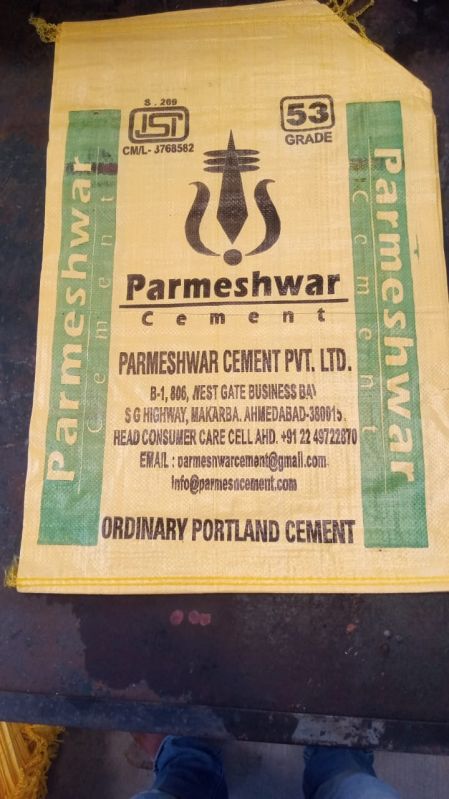 S . 269
ISI
CM/L- 3768582
53
GRADE
Parmeshwar
Cement
Parmeshwar
Cement
Parmeshwar
Cement
PARMESHWAR CEMENT PVT. LTD.
B-1, 806, WEST GATE BUSINESS BAY
S G HIGHWAY, MAKARBA. AHMEDABAD-380015.
HEAD CONSUMER CARE CELL AHD. +91 22 49722870
EMAIL : parmeshwarcement@gmail.com
info@parmeshcement.com
ORDINARY PORTLAND CEMENT